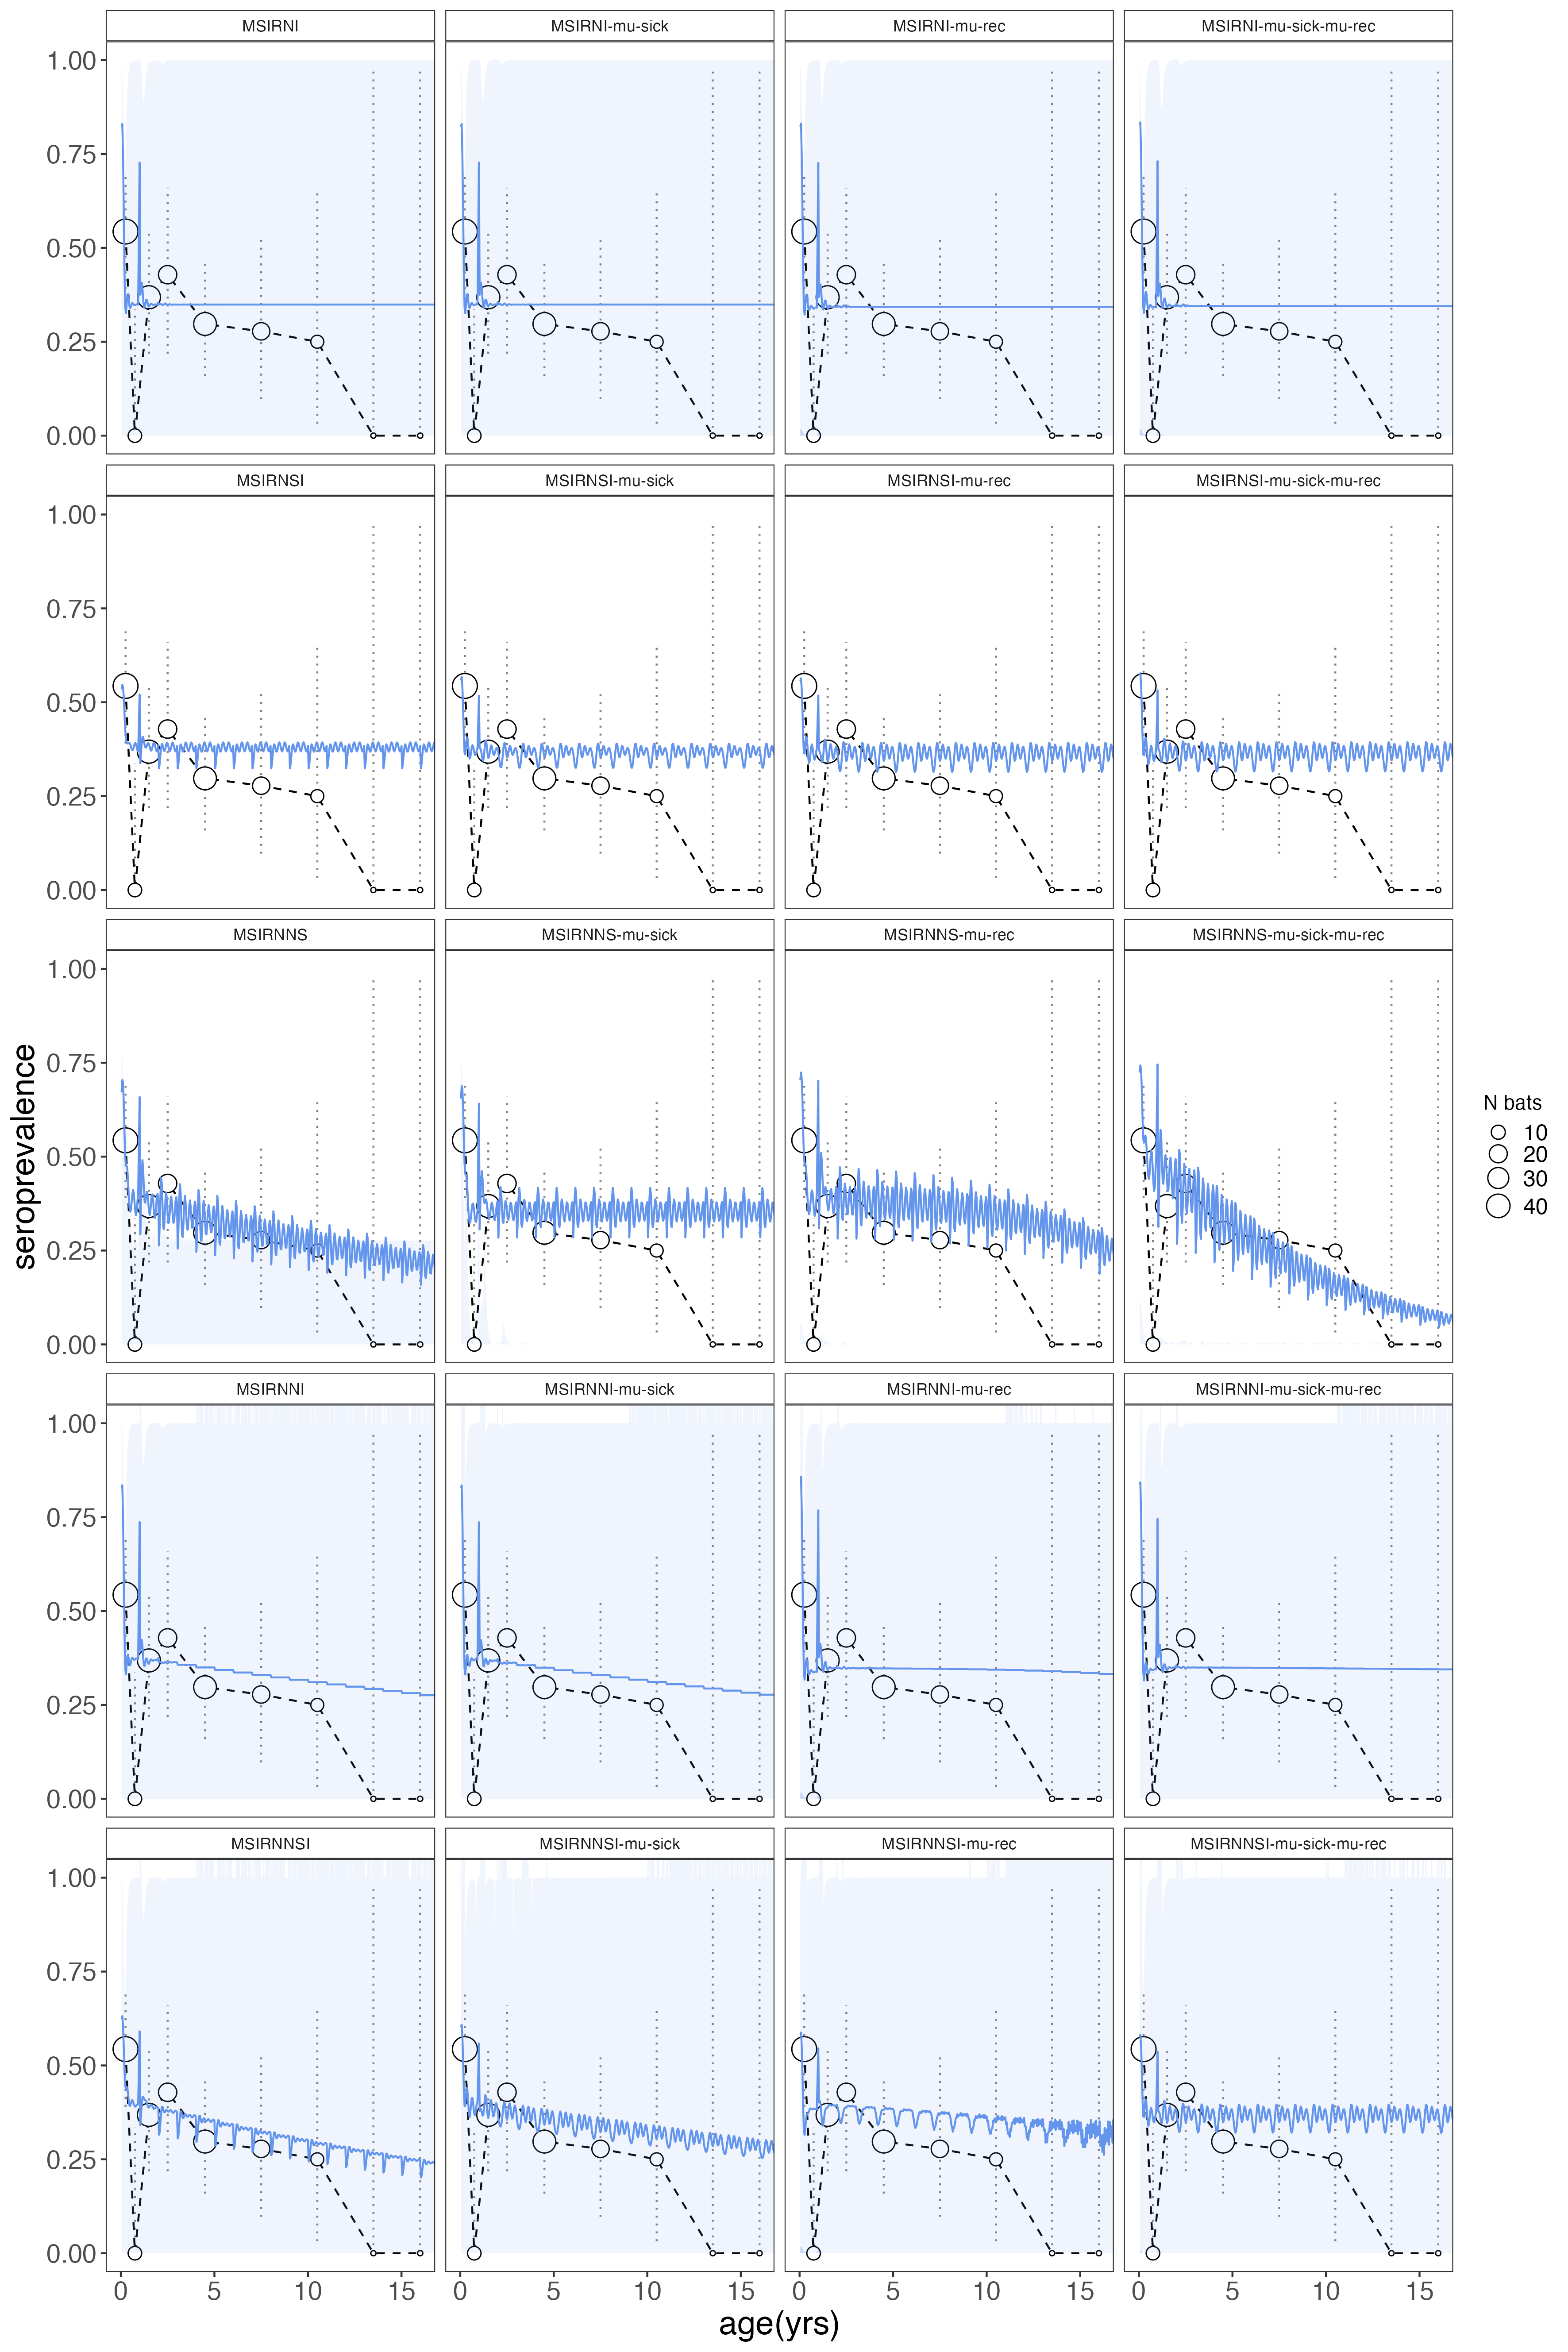 MSIRNI
MSIRNI-mu-sick
MSIRNI-mu-rec
MSIRNI-mu-sick-mu-rec
1.00
0.75
0.50
0.25
0.00
MSIRNSI
MSIRNSI-mu-sick
MSIRNSI-mu-rec
MSIRNSI-mu-sick-mu-rec
1.00
0.75
0.50
0.25
0.00
MSIRNNS
MSIRNNS-mu-sick
MSIRNNS-mu-rec
MSIRNNS-mu-sick-mu-rec
1.00
0.75
0.50
0.25
0.00
seroprevalence
N bats
10
20
30
40
MSIRNNI
MSIRNNI-mu-sick
MSIRNNI-mu-rec
MSIRNNI-mu-sick-mu-rec
1.00
0.75
0.50
0.25
0.00
MSIRNNSI
MSIRNNSI-mu-sick
MSIRNNSI-mu-rec
MSIRNNSI-mu-sick-mu-rec
1.00
0.75
0.50
0.25
0.00
0 5 10 15
0 5 10 15
0 5 10 15
0 5 10 15
age(yrs)